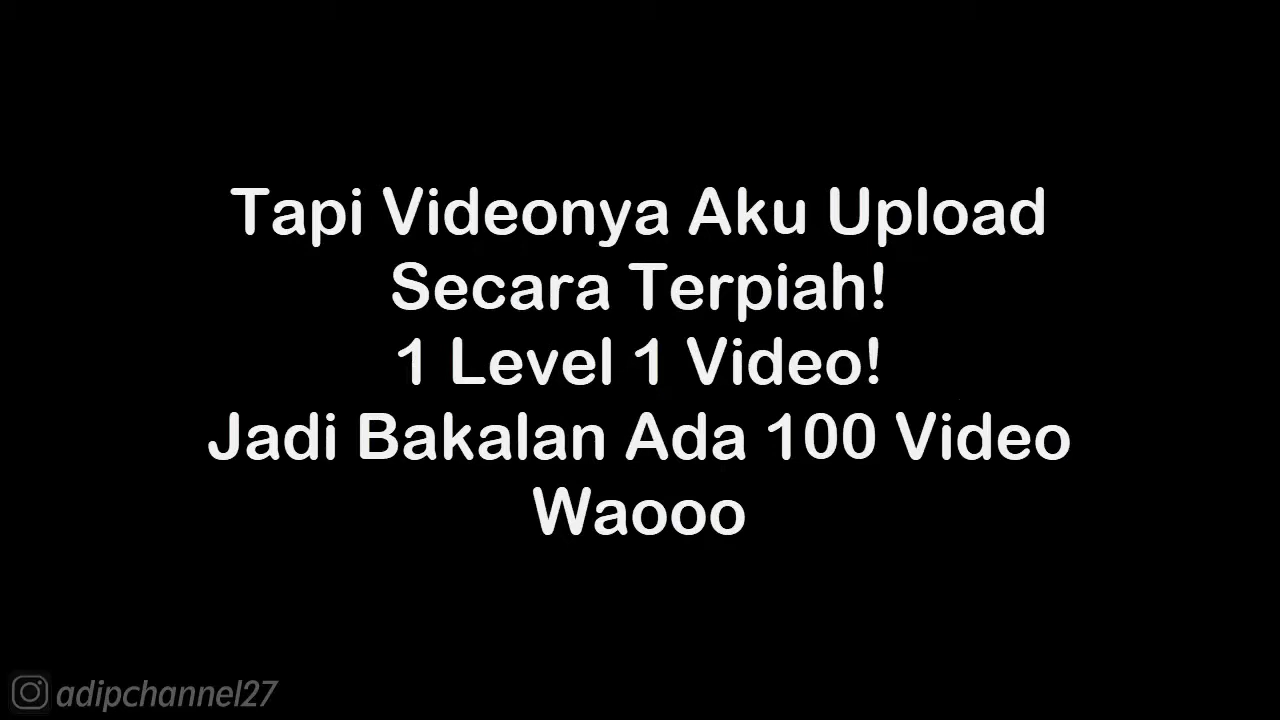 Tapi Videonya Aku Upload
Secara Terpiah!
1 Level 1 Video!
Jadi Bakalan Ada 100 Video
Waooo
adipchannel27